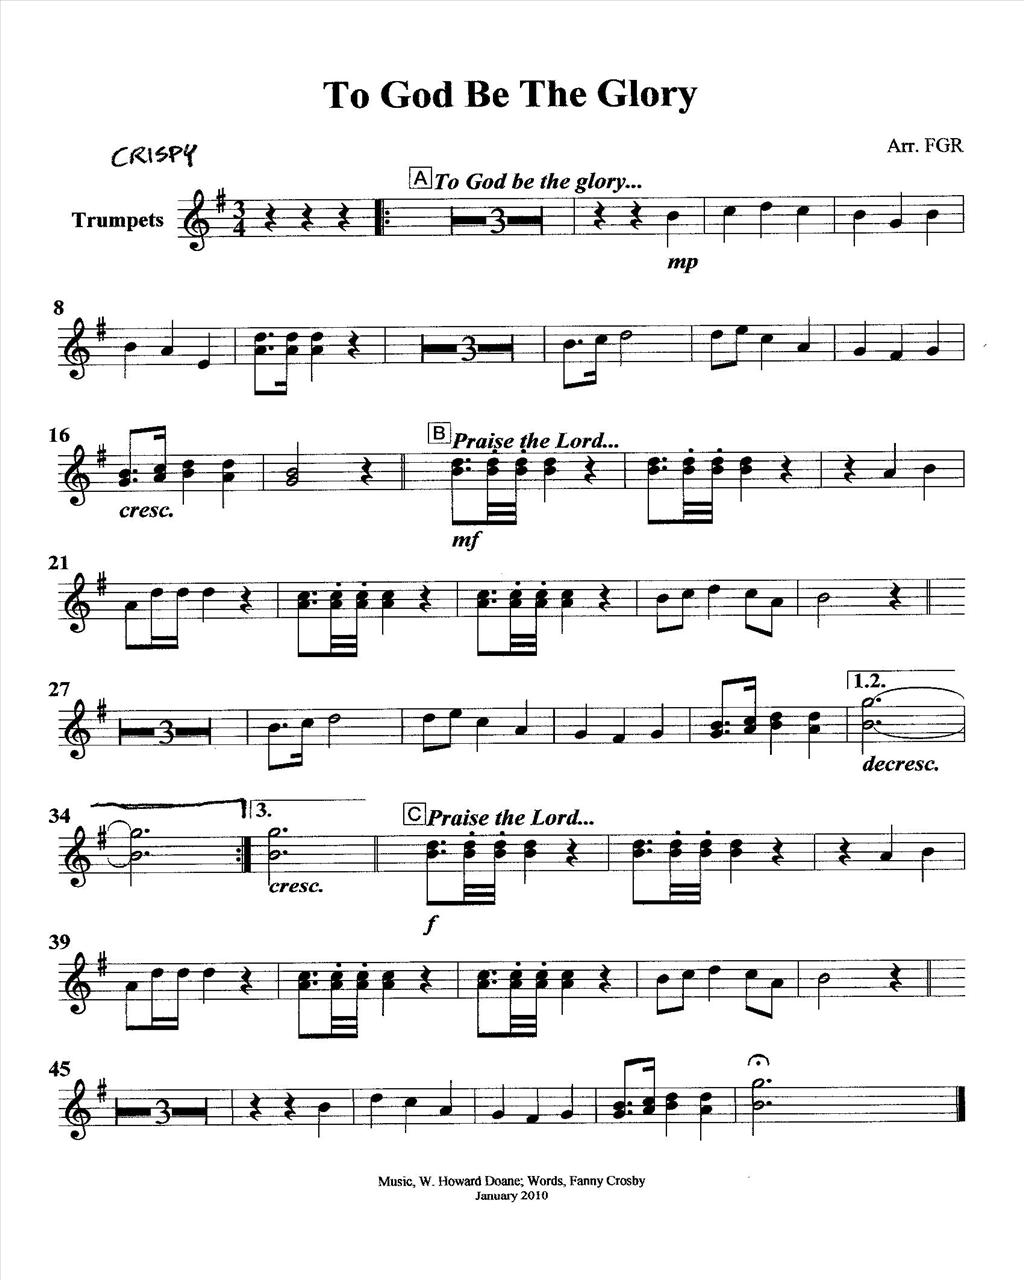 To God Be The Glory
CRISPY
Arr. FGR
A To God be the glory...
Trumpets
3
4
3
mp
8
3
16
B Praise the Lord...
cresc.
mf
21
27
3
1.2.
decresc.
34
3.
C Praise the Lord...
cresc.
f
39
45
3
Music, W. Howard Doane; Words, Fanny Crosby
January 2010